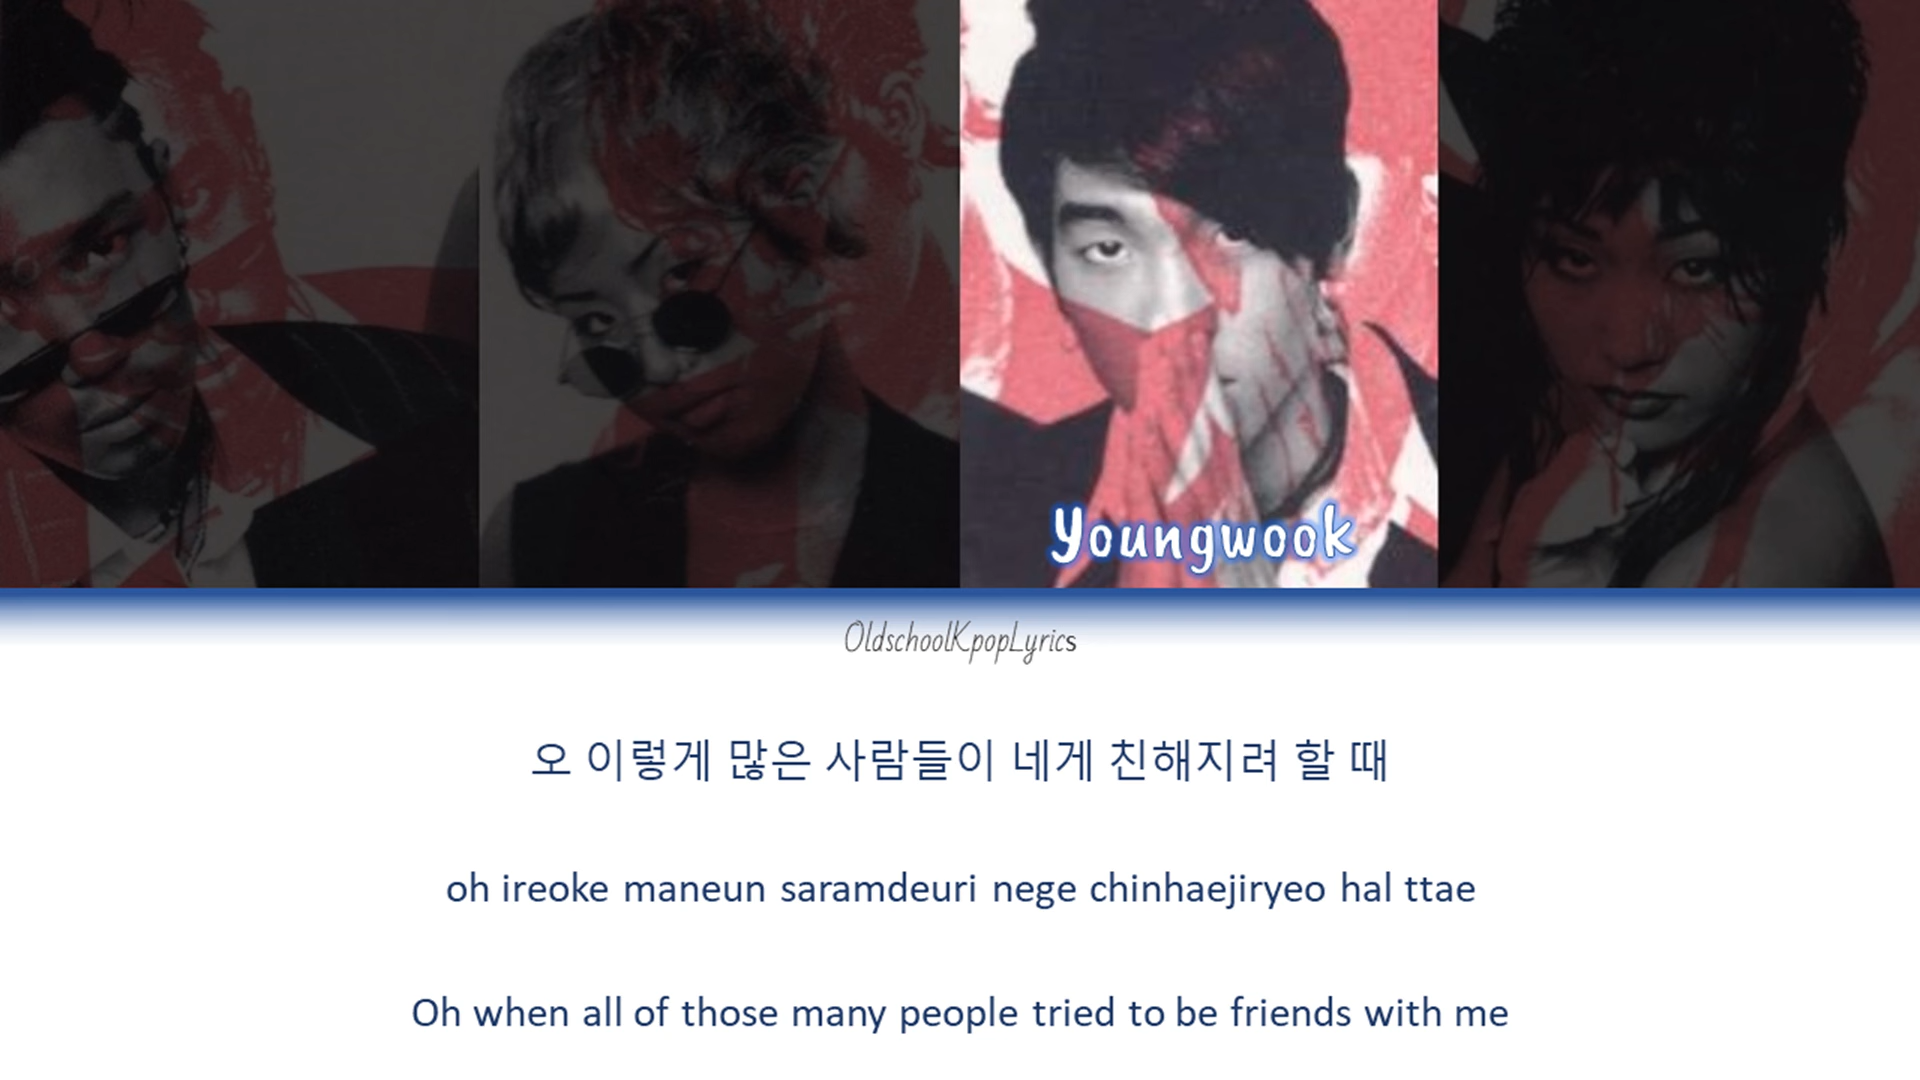 Youngwook
OldschoolKpopLyrics
오 이렇게 많은 사람들이 네게 친해지려 할 때
oh ireoke maneun saramdeuri nege chinhaejiryeo hal ttae
Oh when all of those many people tried to be friends with me